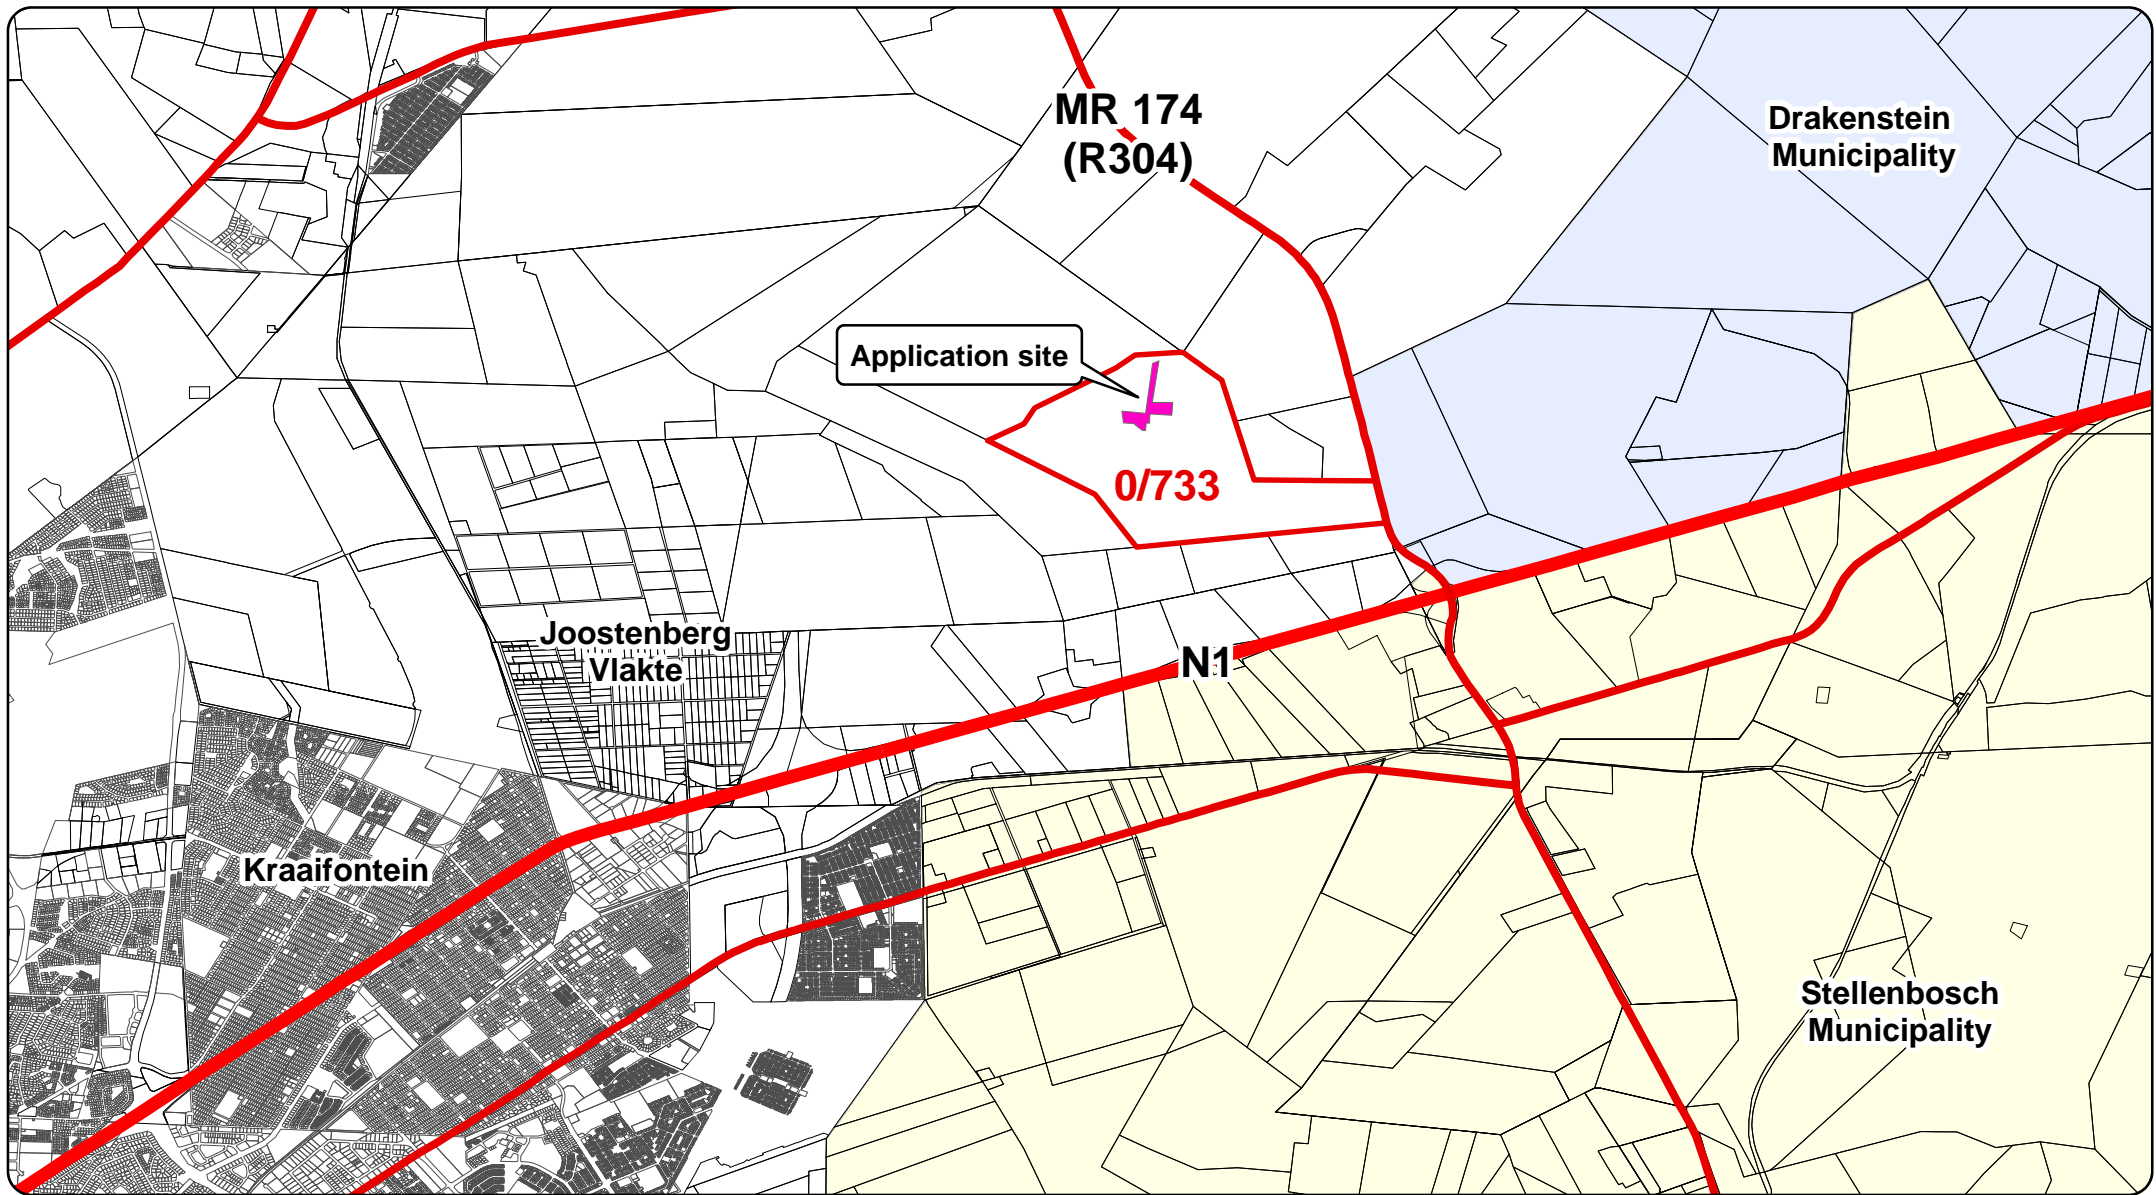 MR 174
(R304)
Drakenstein
Municipality
Application site
0/733
Joostenberg
Vlakte
N1
Kraaifontein
Stellenbosch
Municipality